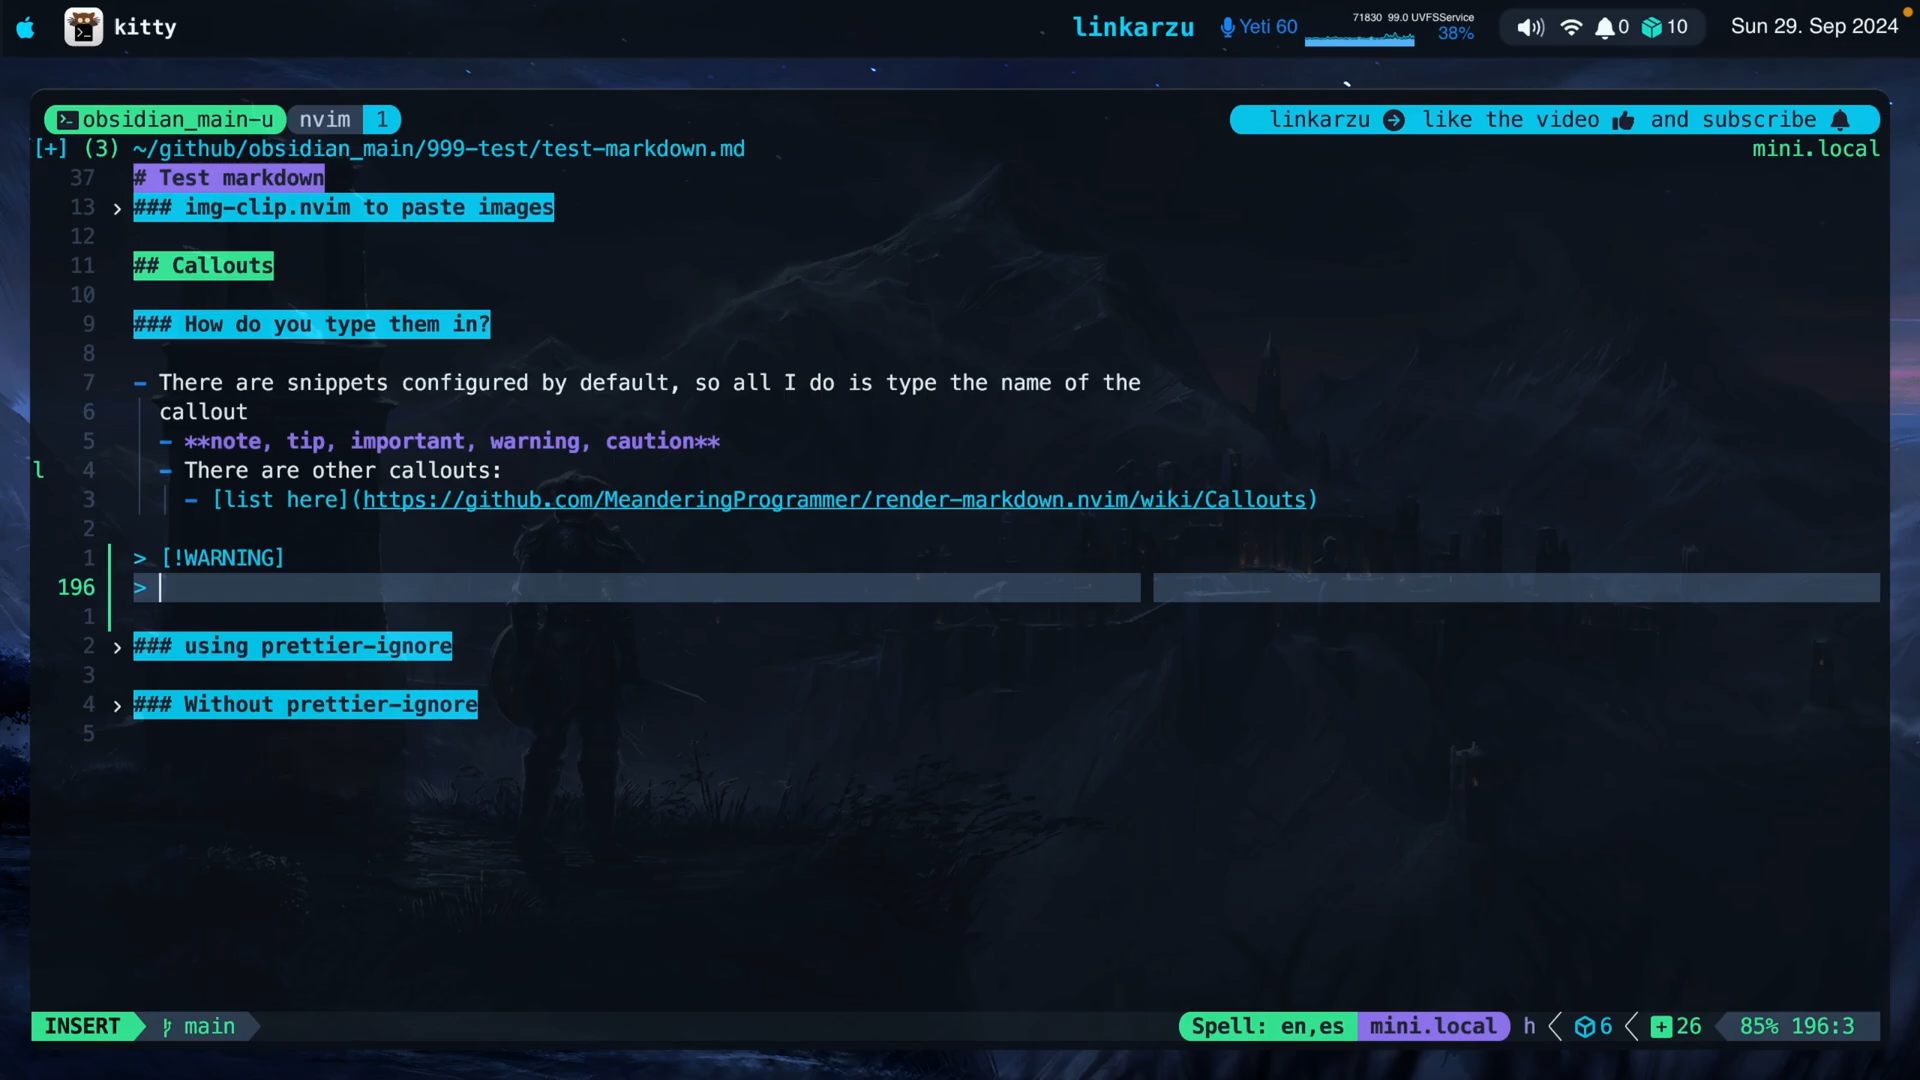 kitty
linkarzu
Yeti 60
71830 99.0 UVFSService
38%
0
10
Sun 29. Sep 2024
obsidian_main-u nvim 1
linkarzu like the video and subscribe
[+] (3) ~/github/obsidian_main/999-test/test-markdown.md
mini.local
37 # Test markdown
13 ### img-clip.nvim to paste images
12
11 ## Callouts
10
9 ### How do you type them in?
8
7 - There are snippets configured by default, so all I do is type the name of the
6 callout
5 - **note, tip, important, warning, caution**
l 4 - There are other callouts:
3 - [list here](https://github.com/MeanderingProgrammer/render-markdown.nvim/wiki/Callouts)
2
1 > [!WARNING]
196 >
1
2 ### using prettier-ignore
3
4 ### Without prettier-ignore
5
INSERT main
Spell: en,es mini.local h 6 26 85% 196:3